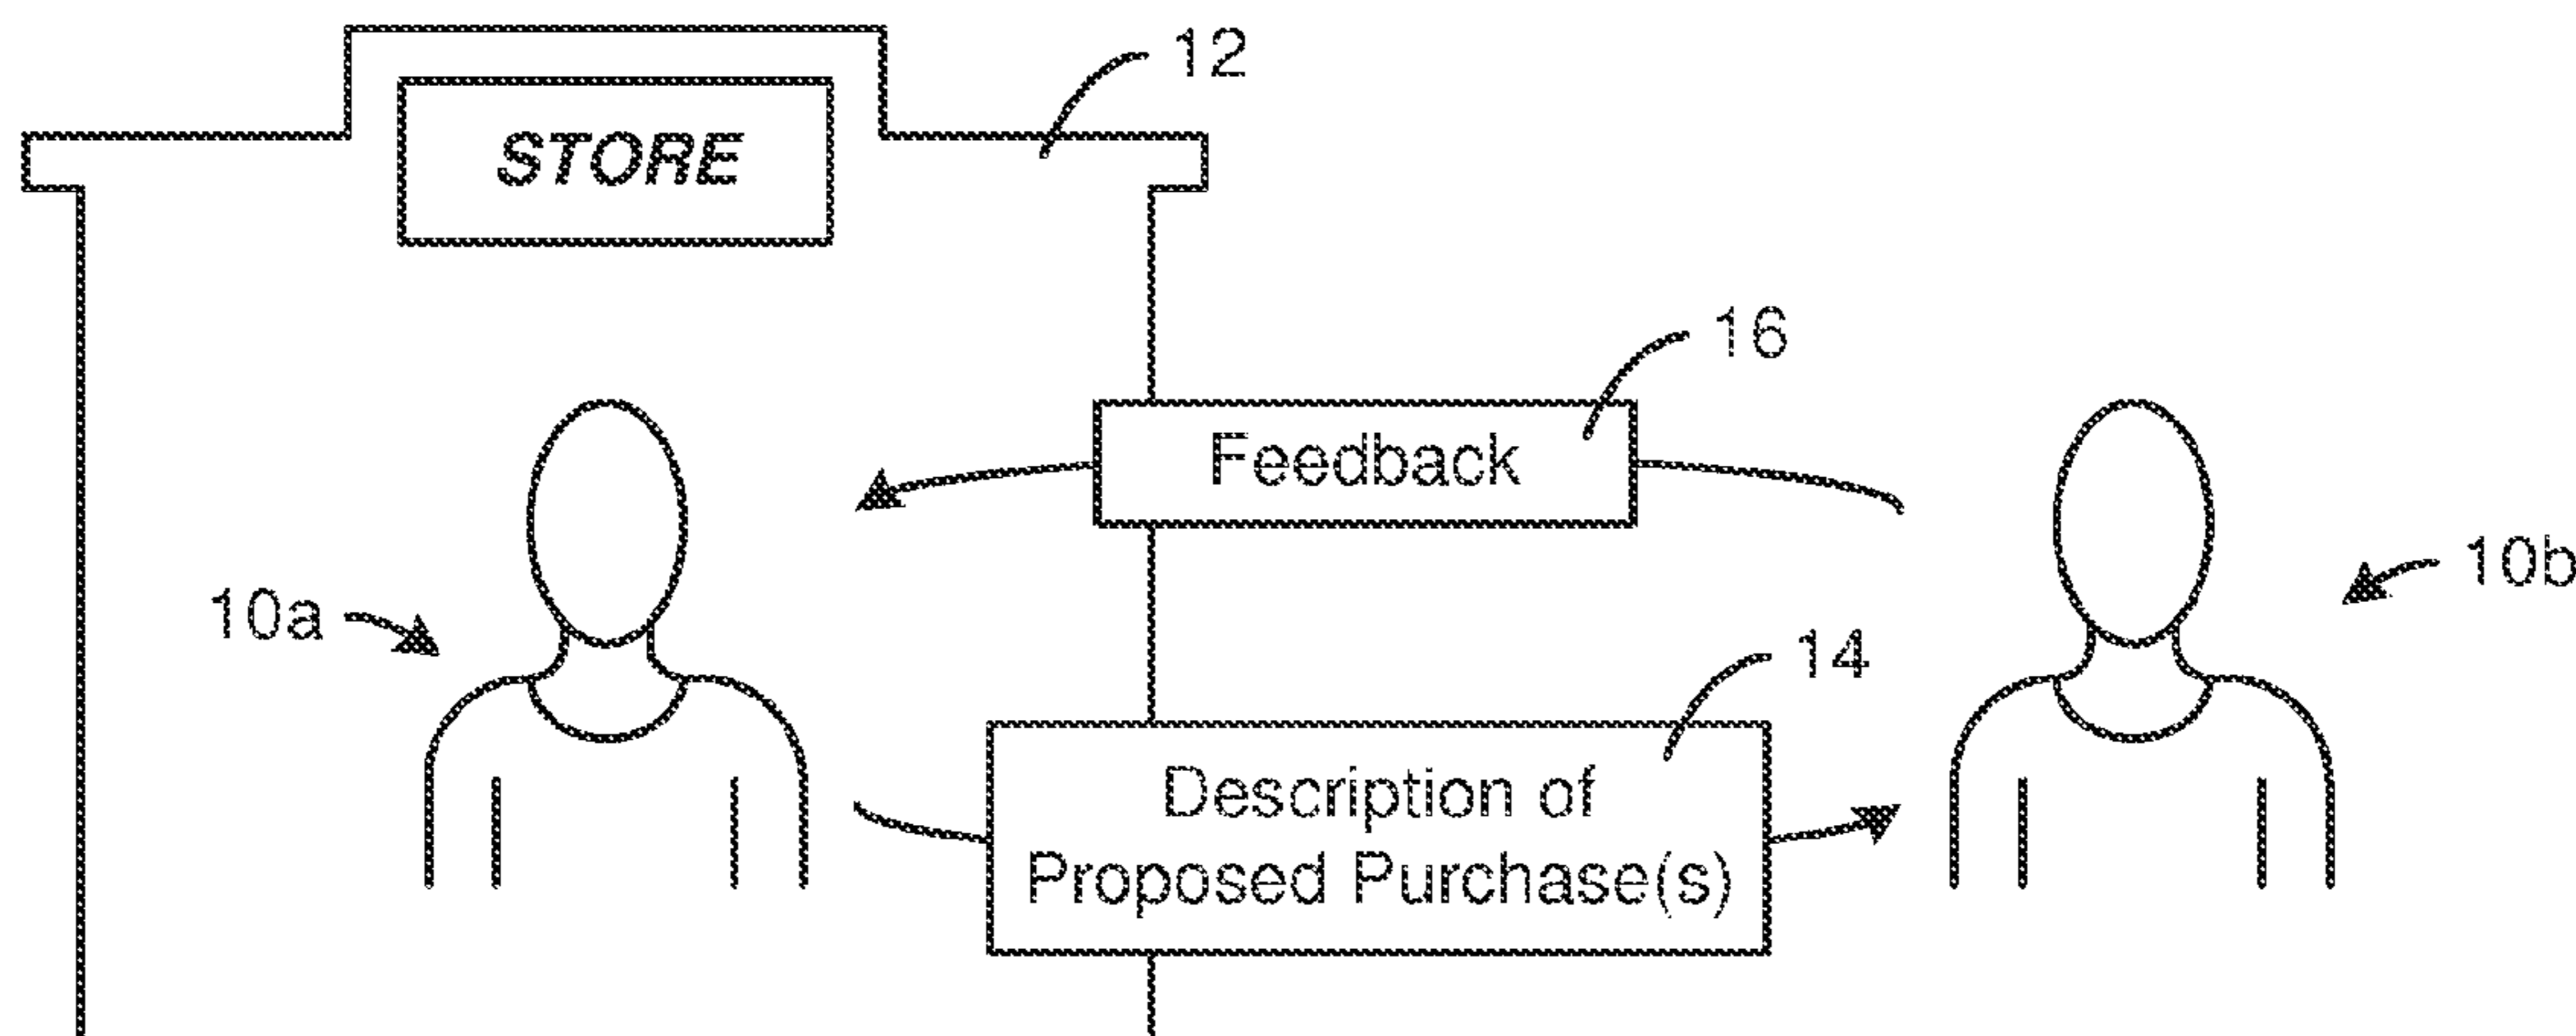 12
STORE
16
Feedback
10b
10a
14
Description of
Proposed Purchase(s)